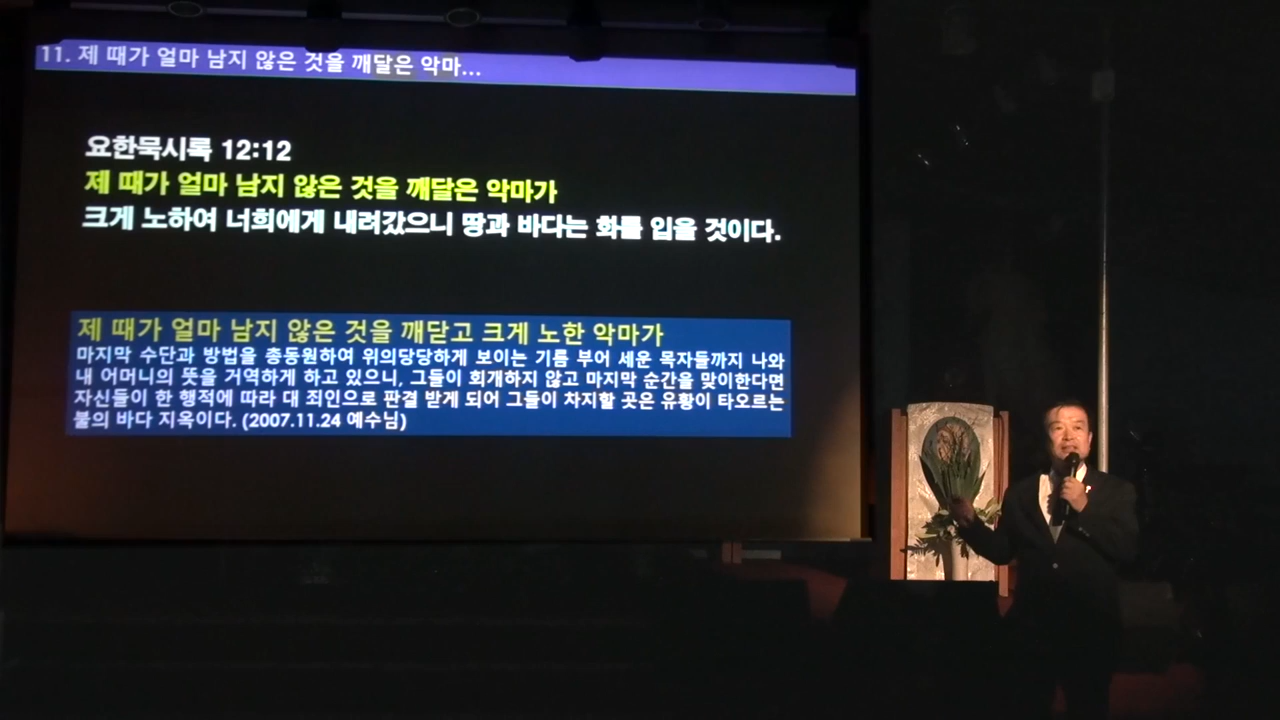 11. 제 때가 얼마 남지 않은 것을 깨달은 악마...
요한묵시록 12:12
제 때가 얼마 남지 않은 것을 깨달은 악마가
크게 노하여 너희에게 내려갔으니 땅과 바다는 화를 입을 것이다.
제 때가 얼마 남지 않은 것을 깨닫고 크게 노한 악마가
마지막 수단과 방법을 총동원하여 위의당당하게 보이는 기름 부어 세운 목자들까지 나와
내 어머니의 뜻을 거역하게 하고 있으니, 그들이 회개하지 않고 마지막 순간을 맞이한다면
자신들이 한 행적에 따라 대 죄인으로 판결 받게 되어 그들이 차지할 곳은 유황이 타오르는
불의 바다 지옥이다. (2007.11.24 예수님)